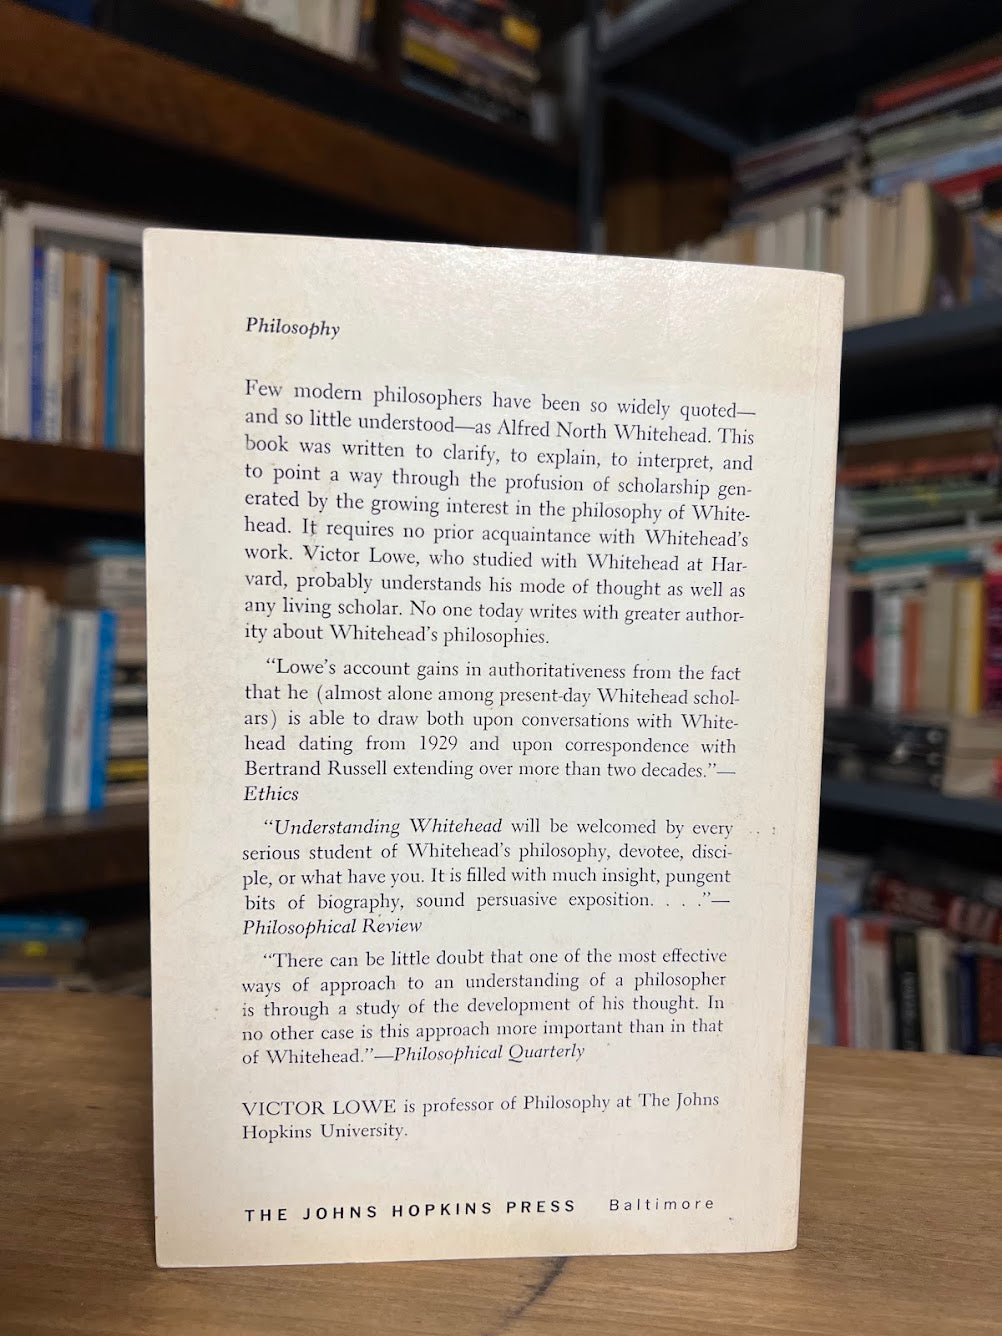 Philosophy
Few modern philosophers have been so widely quoted—
and so little understood—as Alfred North Whitehead. This
book was written to clarify, to explain, to interpret, and
to point a way through the profusion of scholarship gen-
erated by the growing interest in the philosophy of White-
head. It requires no prior acquaintance with Whitehead's
work. Victor Lowe, who studied with Whitehead at Har-
vard, probably understands his mode of thought as well as
any living scholar. No one today writes with greater author-
ity about Whitehead's philosophies.
“Lowe's account gains in authoritativeness from the fact
that he (almost alone among present-day Whitehead schol-
ars) is able to draw both upon conversations with White-
head dating from 1929 and upon correspondence with
Bertrand Russell extending over more than two decades.”—
Ethics
“Understanding Whitehead will be welcomed by every
serious student of Whitehead's philosophy, devotee, disci-
ple, or what have you. It is filled with much insight, pungent
bits of biography, sound persuasive exposition. . . .”—
Philosophical Review
“There can be little doubt that one of the most effective
ways of approach to an understanding of a philosopher
is through a study of the development of his thought. In
no other case is this approach more important than in that
of Whitehead.”—Philosophical Quarterly
VICTOR LOWE is professor of Philosophy at The Johns
Hopkins University.
THE JOHNS HOPKINS PRESS Baltimore